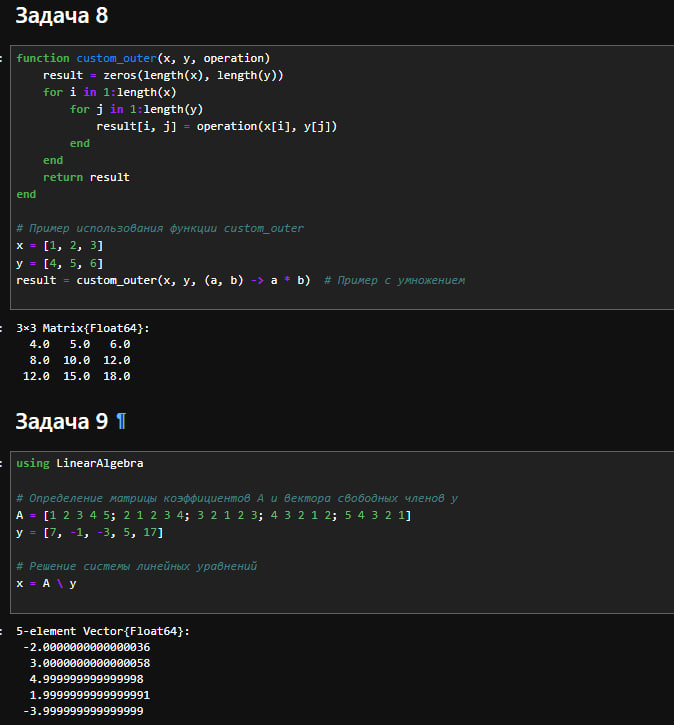 Задача 8
function custom_outer(x, y, operation)
    result = zeros(length(x), length(y))
    for i in 1:length(x)
        for j in 1:length(y)
            result[i, j] = operation(x[i], y[j])
        end
    end
    return result
end
# Пример использования функции custom_outer
x = [1, 2, 3]
y = [4, 5, 6]
result = custom_outer(x, y, (a, b) -> a * b)  # Пример с умножением
: 3×3 Matrix{Float64}:
  4.0   5.0   6.0
  8.0  10.0  12.0
 12.0  15.0  18.0
Задача 9 ¶
: using LinearAlgebra
# Определение матрицы коэффициентов A и вектора свободных членов y
A = [1 2 3 4 5; 2 1 2 3 4; 3 2 1 2 3; 4 3 2 1 2; 5 4 3 2 1]
y = [7, -1, -3, 5, 17]
# Решение системы линейных уравнений
x = A \ y
: 5-element Vector{Float64}:
 -2.0000000000000036
  3.0000000000000058
  4.999999999999998
  1.9999999999999991
 -3.999999999999999